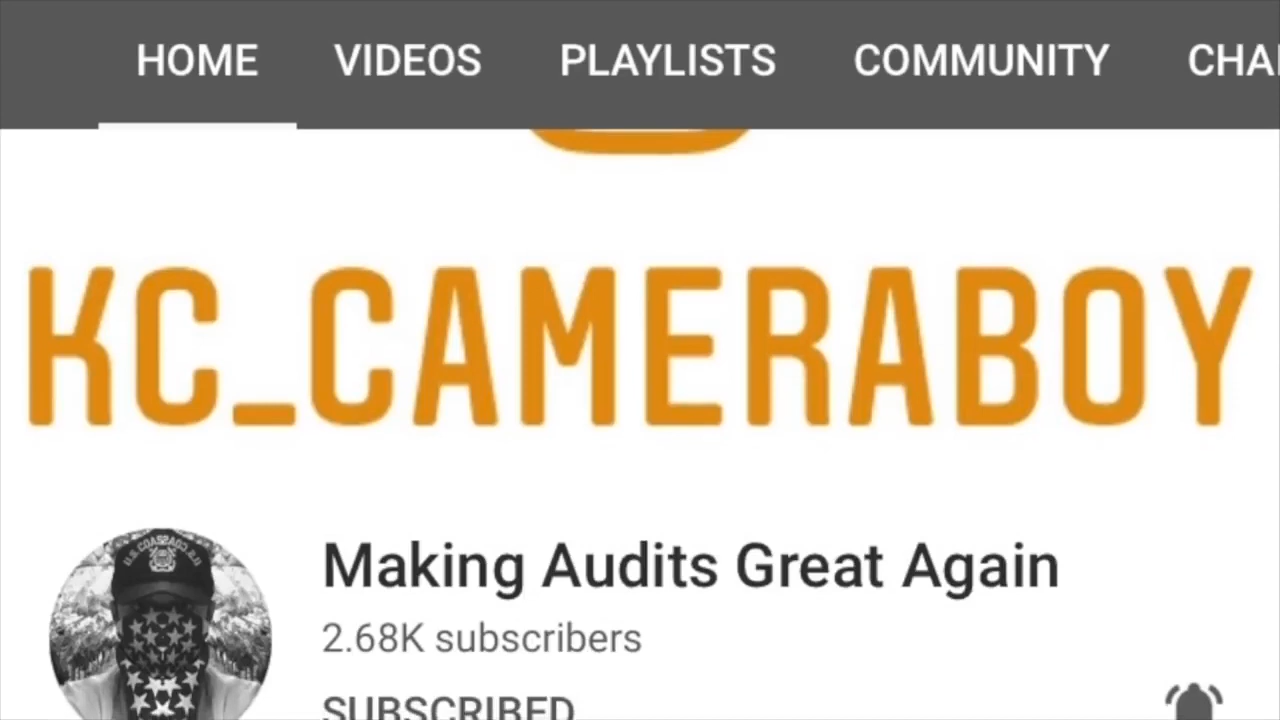 HOME VIDEOS PLAYLISTS COMMUNITY
KC_CAMERABOY
Making Audits Great Again
2.68K subscribers
SUBSCRIBED